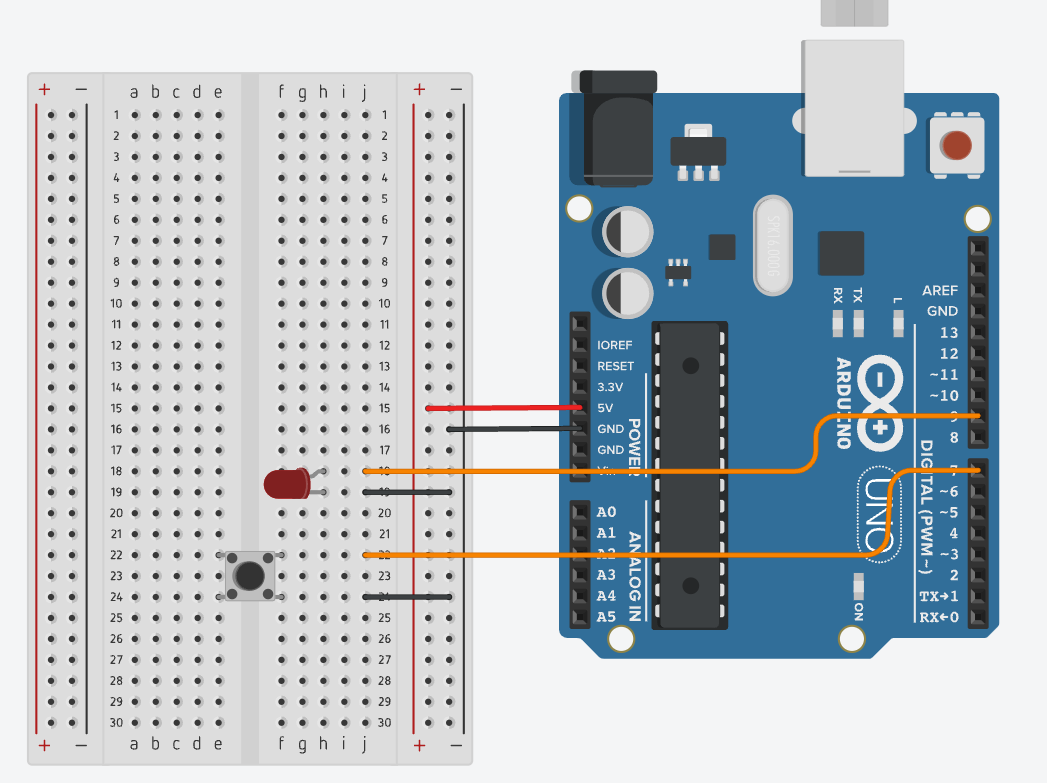 + − a b c d e f g h i j + −
1 1
2 2
3 3
4 4
5 5
6 6
7 7
8 8
9 9
10 10
11 11
12 12
13 13
14 14
15 15
16 16
17 17
18
19
20 20
21 21
22 22
23 23
24
25 25
26 26
27 27
28 28
29 29
30 30
+ − a b c d e f g h i j + −
SPK16.000G
RX
TX
L
AREF
GND
13
12
~11
~10
9
8
~6
~5
4
~3
2
TX→1
RX←0
DIGITAL (PWM ~)
ARDUINO
UNO
ON
IOREF
RESET
3.3V
5V
GND
GND
Vin
POWER
A0
A1
A2
A3
A4
A5
ANALOG IN